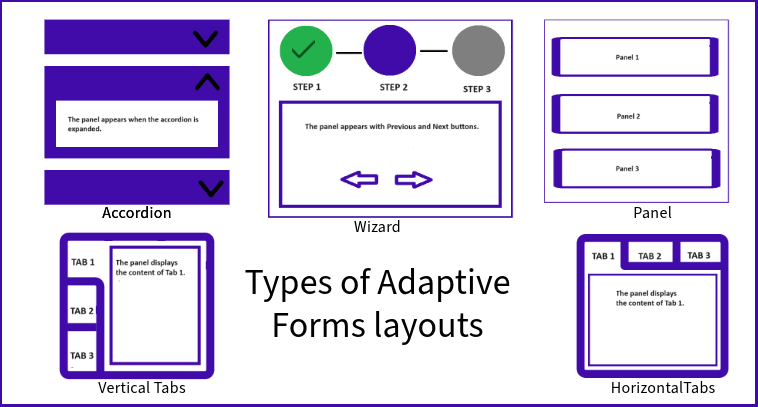 The panel appears when the accordion is
expanded.
Accordion
STEP 1
STEP 2
STEP 3
The panel appears with Previous and Next buttons.
Wizard
Panel 1
Panel 2
Panel 3
Panel
TAB 1
TAB 2
TAB 3
The panel displays
the content of Tab 1.
Vertical Tabs
Types of Adaptive
Forms layouts
TAB 1
TAB 2
TAB 3
The panel displays
the content of Tab 1.
HorizontalTabs